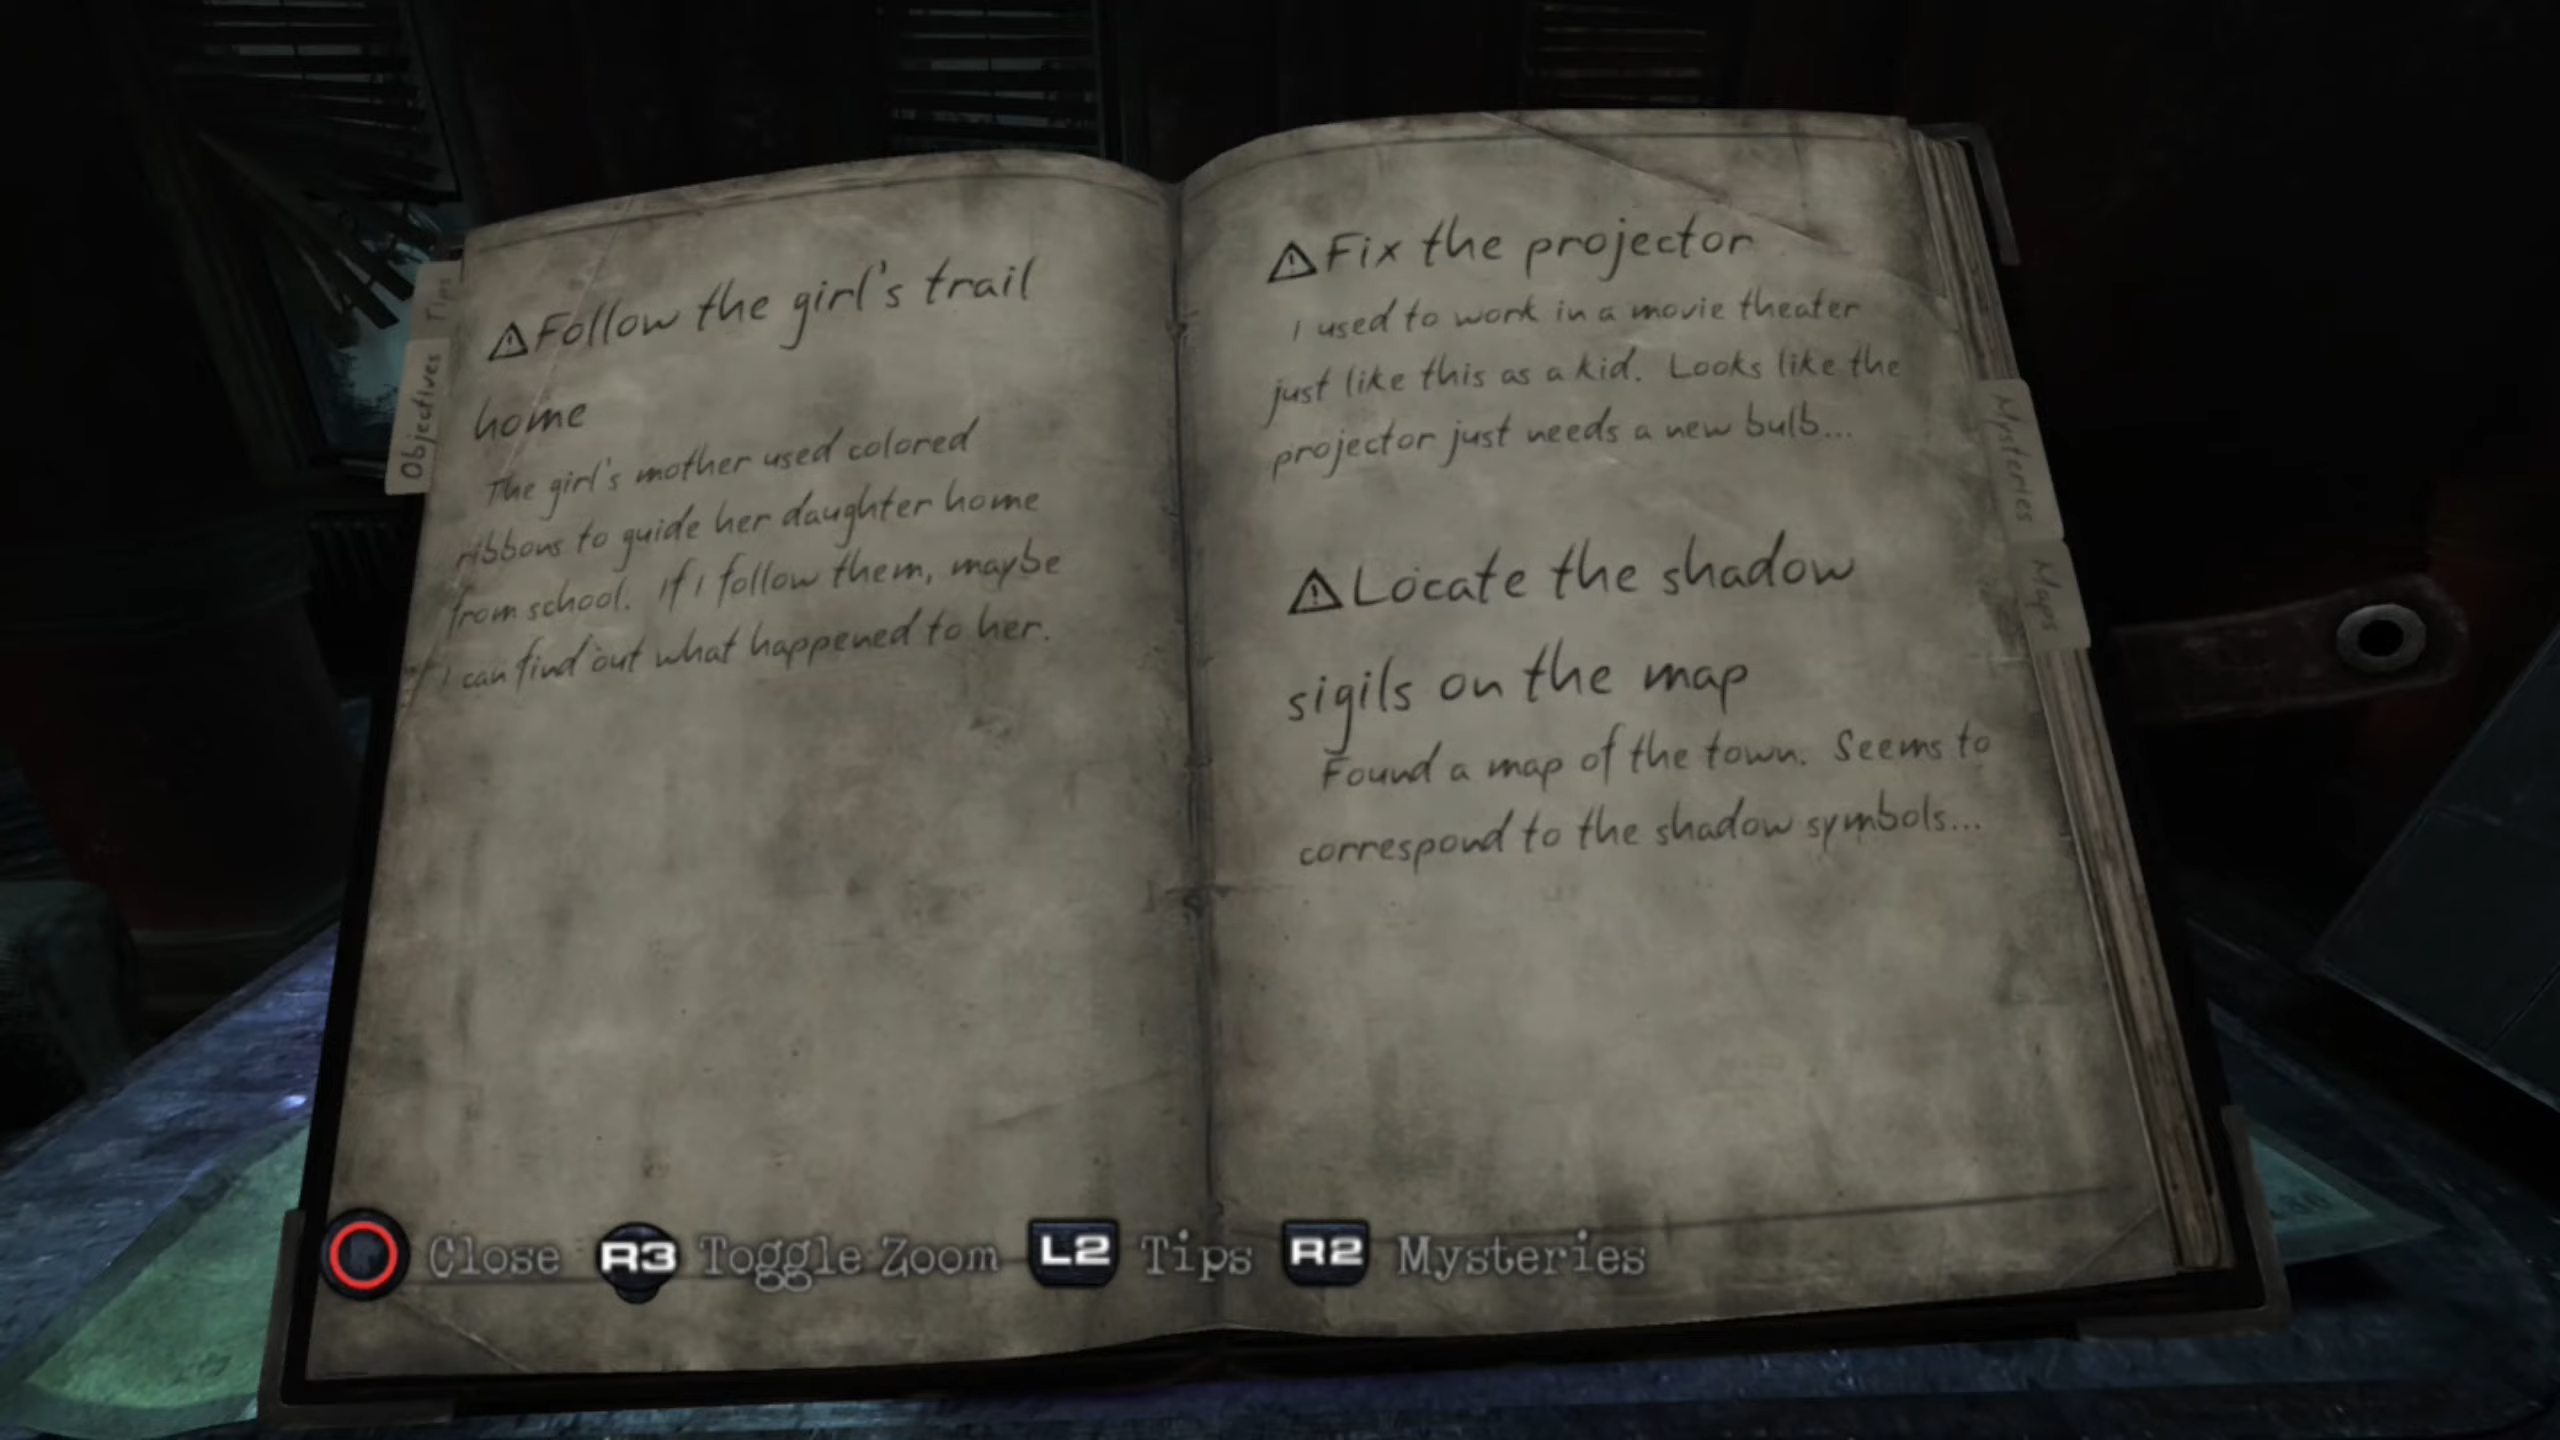 Tips
Objectives
Follow the girl's trail
home
The girl's mother used colored
ribbons to guide her daughter home
from school. If I follow them, maybe
I can find out what happened to her.
Fix the projector
I used to work in a movie theater
just like this as a kid. Looks like the
projector just needs a new bulb...
Locate the shadow
sigils on the map
Found a map of the town. Seems to
correspond to the shadow symbols...
Mysteries
Maps
Close R3 Toggle Zoom L2 Tips R2 Mysteries